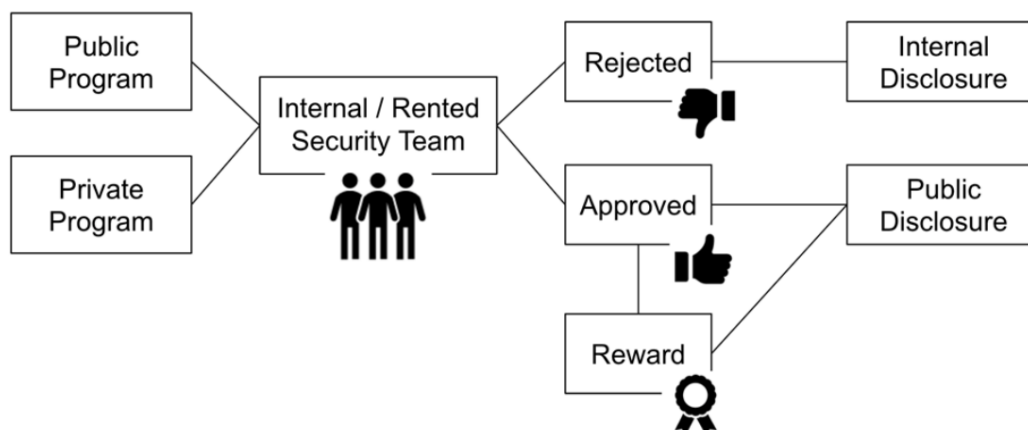 Public
Program
Private
Program
Internal / Rented
Security Team
Rejected
Approved
Reward
Internal
Disclosure
Public
Disclosure